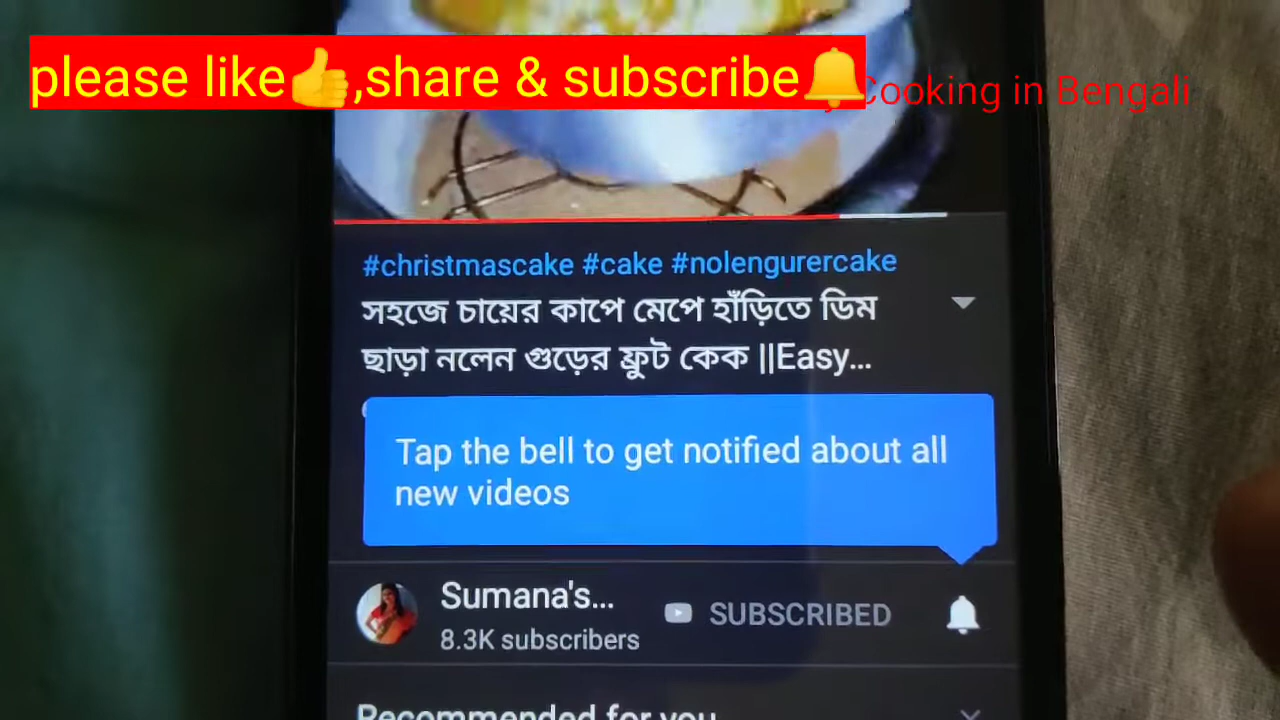 please like👍,share & subscribe🔔
Cooking in Bengali
#christmascake #cake #nolengurercake
সহজে চায়ের কাপে মেপে হাঁড়িতে ডিম
ছাড়া নলেন গুড়ের ফ্রুট কেক ||Easy...
Tap the bell to get notified about all
new videos
Sumana's...
SUBSCRIBED
8.3K subscribers
Recommended for you